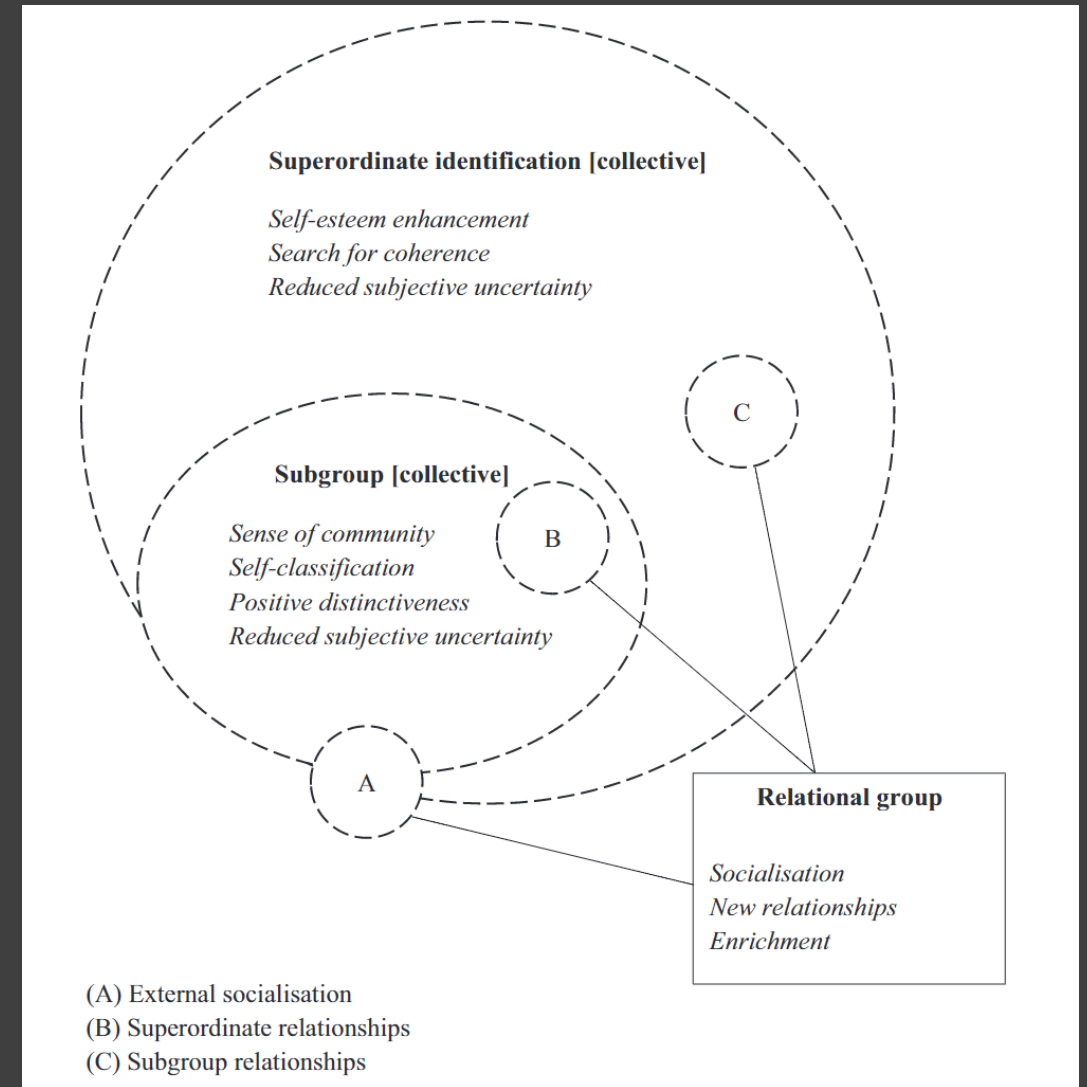 Superordinate identification [collective]
Self-esteem enhancement
Search for coherence
Reduced subjective uncertainty
C
Subgroup [collective]
Sense of community
Self-classification
Positive distinctiveness
Reduced subjective uncertainty
B
A
Relational group
Socialisation
New relationships
Enrichment
(A) External socialisation
(B) Superordinate relationships
(C) Subgroup relationships